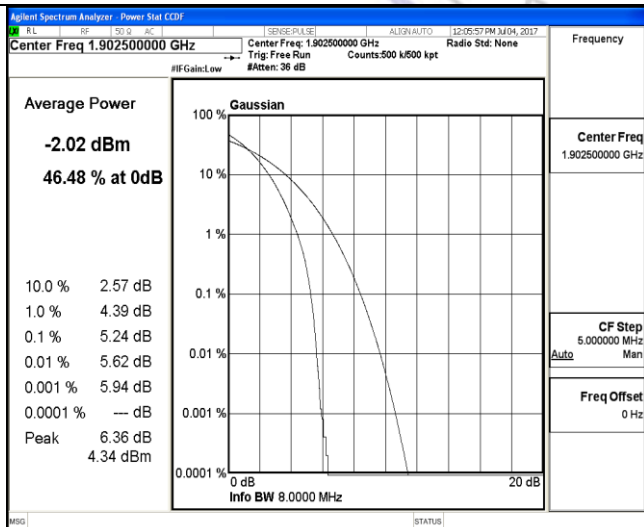 Agilent Spectrum Analyzer - Power Stat CCDF
RL RF 50 Ω AC SENSE:PULSE ALIGN AUTO 12:05:57 PM Jul 04, 2017
Center Freq 1.902500000 GHz
Center Freq: 1.902500000 GHz
Radio Std: None
Trig: Free Run
Counts:500 k/500 kpt
#IFGain:Low
#Atten: 36 dB
Average Power
-2.02 dBm
46.48 % at 0dB
10.0 % 2.57 dB
1.0 % 4.39 dB
0.1 % 5.24 dB
0.01 % 5.62 dB
0.001 % 5.94 dB
0.0001 % --- dB
Peak 6.36 dB
4.34 dBm
Gaussian
100 %
10 %
1 %
0.1 %
0.01 %
0.001 %
0.0001 %
0 dB
20 dB
Info BW 8.0000 MHz
Frequency
Center Freq
1.902500000 GHz
CF Step
5.000000 MHz
Auto Man
Freq Offset
0 Hz
MSG
STATUS